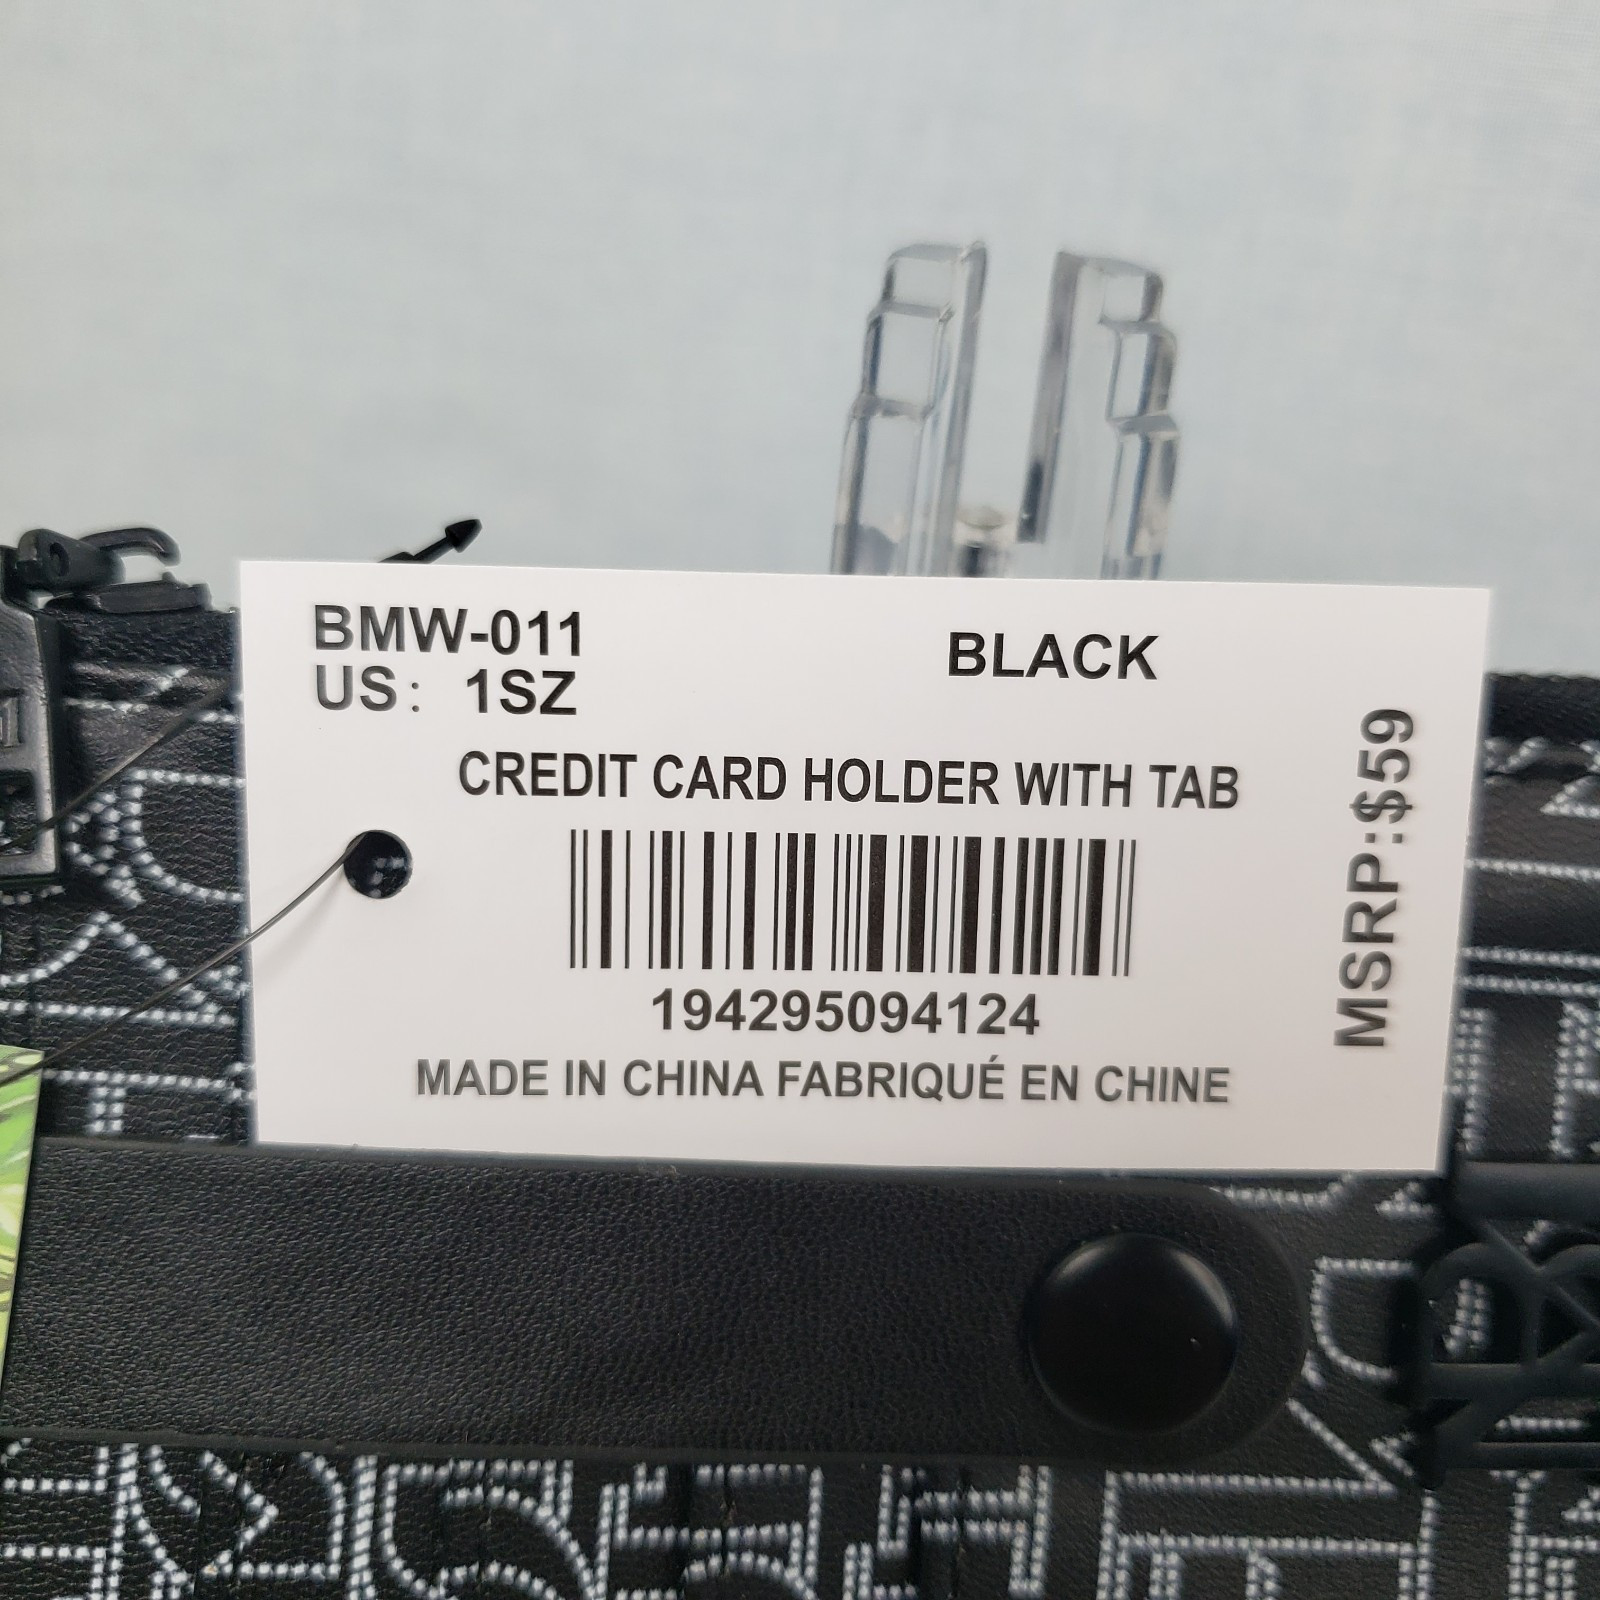 BMW-011
BLACK
US: 1SZ
CREDIT CARD HOLDER WITH TAB
194295094124
MADE IN CHINA FABRIQUÉ EN CHINE
MSRP:$59